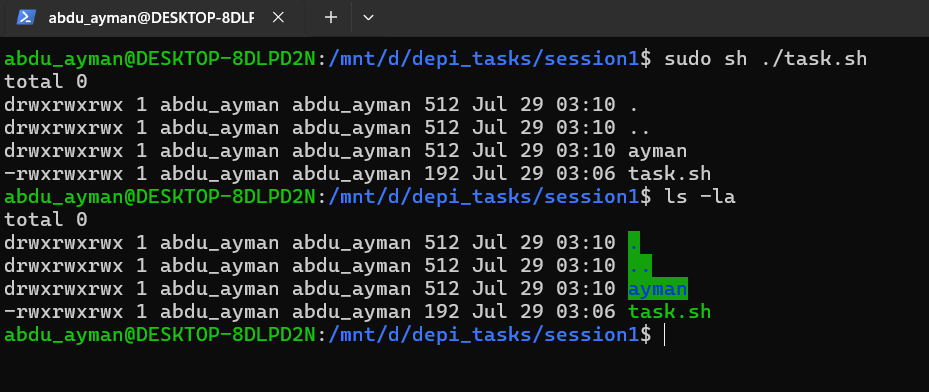 abdu_ayman@DESKTOP-8DLF
abdu_ayman@DESKTOP-8DLPD2N:/mnt/d/depi_tasks/session1$ sudo sh ./task.sh
total 0
drwxrwxrwx 1 abdu_ayman abdu_ayman 512 Jul 29 03:10 .
drwxrwxrwx 1 abdu_ayman abdu_ayman 512 Jul 29 03:10 ..
drwxrwxrwx 1 abdu_ayman abdu_ayman 512 Jul 29 03:10 ayman
-rwxrwxrwx 1 abdu_ayman abdu_ayman 192 Jul 29 03:06 task.sh
abdu_ayman@DESKTOP-8DLPD2N:/mnt/d/depi_tasks/session1$ ls -la
total 0
drwxrwxrwx 1 abdu_ayman abdu_ayman 512 Jul 29 03:10 .
drwxrwxrwx 1 abdu_ayman abdu_ayman 512 Jul 29 03:10 ..
drwxrwxrwx 1 abdu_ayman abdu_ayman 512 Jul 29 03:10 ayman
-rwxrwxrwx 1 abdu_ayman abdu_ayman 192 Jul 29 03:06 task.sh
abdu_ayman@DESKTOP-8DLPD2N:/mnt/d/depi_tasks/session1$